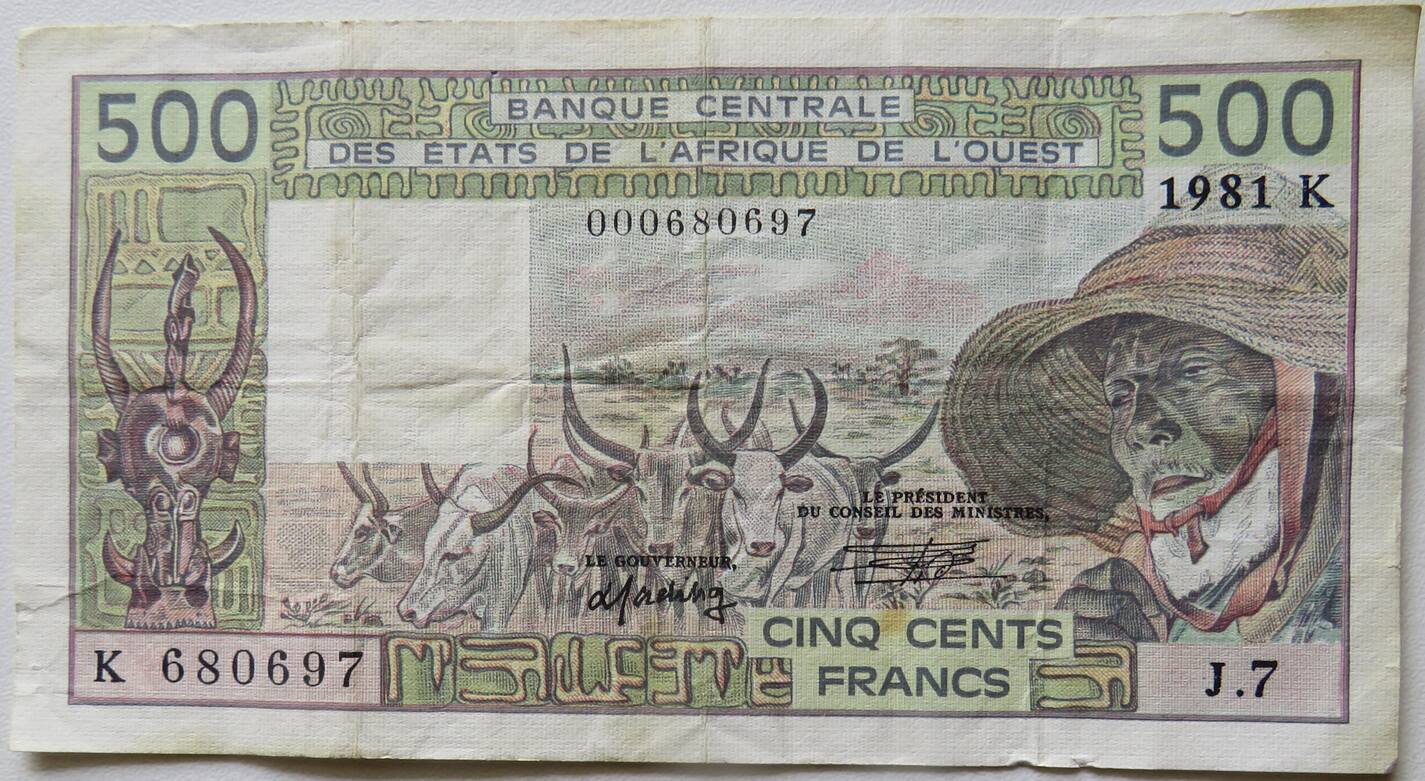 500
BANQUE CENTRALE
DES ÉTATS DE L'AFRIQUE DE L'OUEST
500
1981 K
000680697
LE PRÉSIDENT
DU CONSEIL DES MINISTRES,
LE GOUVERNEUR,
CINQ CENTS
FRANCS
K 680697
J.7